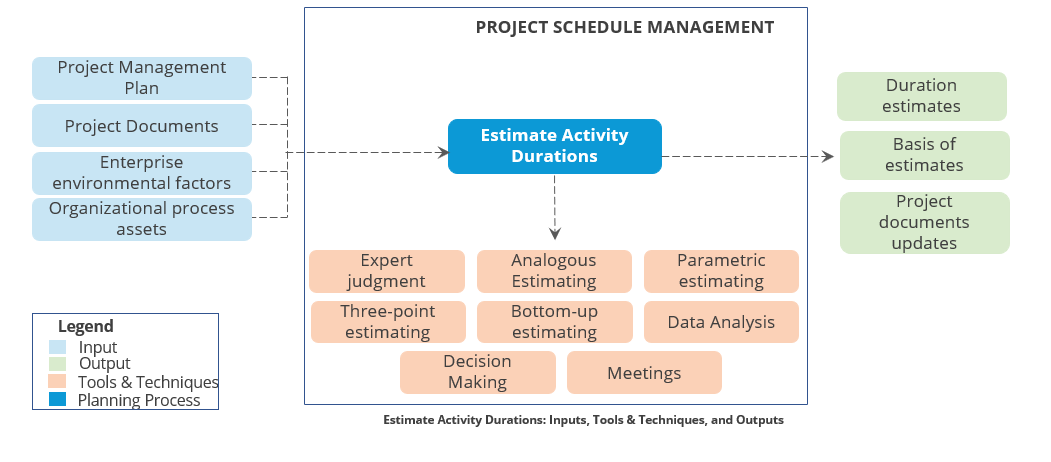 PROJECT SCHEDULE MANAGEMENT
Project Management
Plan
Project Documents
Enterprise
environmental factors
Organizational process
assets
Estimate Activity
Durations
Duration
estimates
Basis of
estimates
Project
documents
updates
Expert
judgment
Analogous
Estimating
Parametric
estimating
Three-point
estimating
Bottom-up
estimating
Data Analysis
Decision
Making
Meetings
Legend
Input
Output
Tools & Techniques
Planning Process
Estimate Activity Durations: Inputs, Tools & Techniques, and Outputs